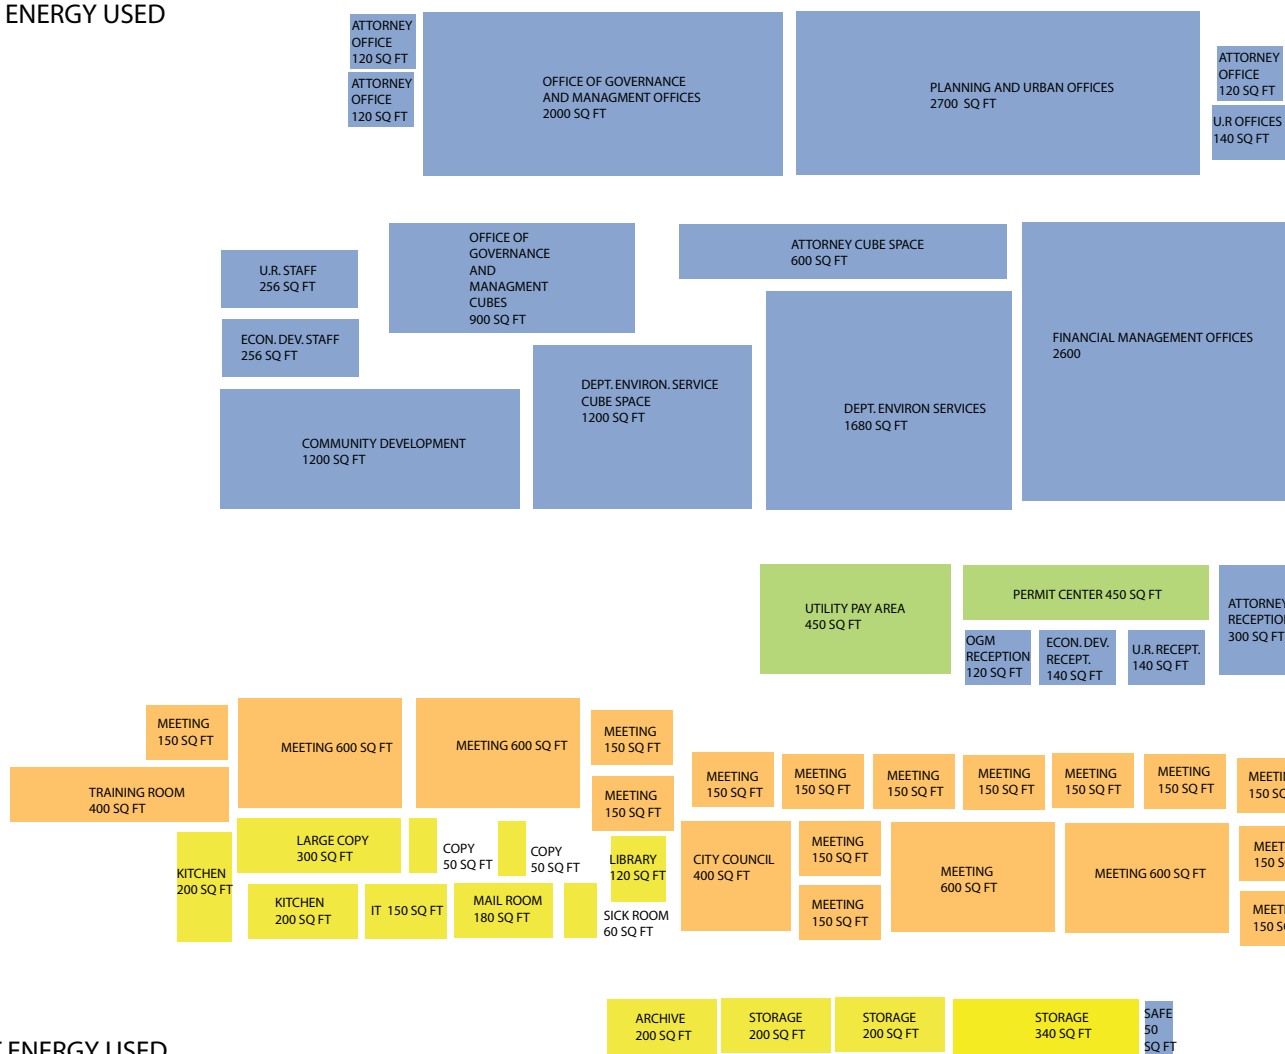 ENERGY USED
ATTORNEY
OFFICE
120 SQ FT
ATTORNEY
OFFICE
120 SQ FT
OFFICE OF GOVERNANCE
AND MANAGMENT OFFICES
2000 SQ FT
PLANNING AND URBAN OFFICES
2700 SQ FT
ATTORNEY
OFFICE
120 SQ FT
U.R OFFICES
140 SQ FT
U.R. STAFF
256 SQ FT
ECON. DEV. STAFF
256 SQ FT
OFFICE OF
GOVERNANCE
AND
MANAGMENT
CUBES
900 SQ FT
ATTORNEY CUBE SPACE
600 SQ FT
FINANCIAL MANAGEMENT OFFICES
2600
DEPT. ENVIRON. SERVICE
CUBE SPACE
1200 SQ FT
DEPT. ENVIRON SERVICES
1680 SQ FT
COMMUNITY DEVELOPMENT
1200 SQ FT
UTILITY PAY AREA
450 SQ FT
PERMIT CENTER 450 SQ FT
ATTORNEY
RECEPTION
300 SQ FT
OGM
RECEPTION
120 SQ FT
ECON. DEV.
RECEPT.
140 SQ FT
U.R. RECEPT.
140 SQ FT
MEETING
150 SQ FT
MEETING 600 SQ FT
MEETING 600 SQ FT
MEETING
150 SQ FT
TRAINING ROOM
400 SQ FT
MEETING
150 SQ FT
MEETING
150 SQ FT
MEETING
150 SQ FT
MEETING
150 SQ FT
MEETING
150 SQ FT
MEETING
150 SQ FT
MEETING
150 SQ FT
MEETIN
150 SQ
KITCHEN
200 SQ FT
LARGE COPY
300 SQ FT
COPY
50 SQ FT
COPY
50 SQ FT
LIBRARY
120 SQ FT
CITY COUNCIL
400 SQ FT
MEETING
150 SQ FT
MEETING
600 SQ FT
MEETING 600 SQ FT
MEET
150 S
KITCHEN
200 SQ FT
IT 150 SQ FT
MAIL ROOM
180 SQ FT
SICK ROOM
60 SQ FT
MEETING
150 SQ FT
MEET
150 S
ARCHIVE
200 SQ FT
STORAGE
200 SQ FT
STORAGE
200 SQ FT
STORAGE
340 SQ FT
SAFE
50
SQ FT
ENERGY USED